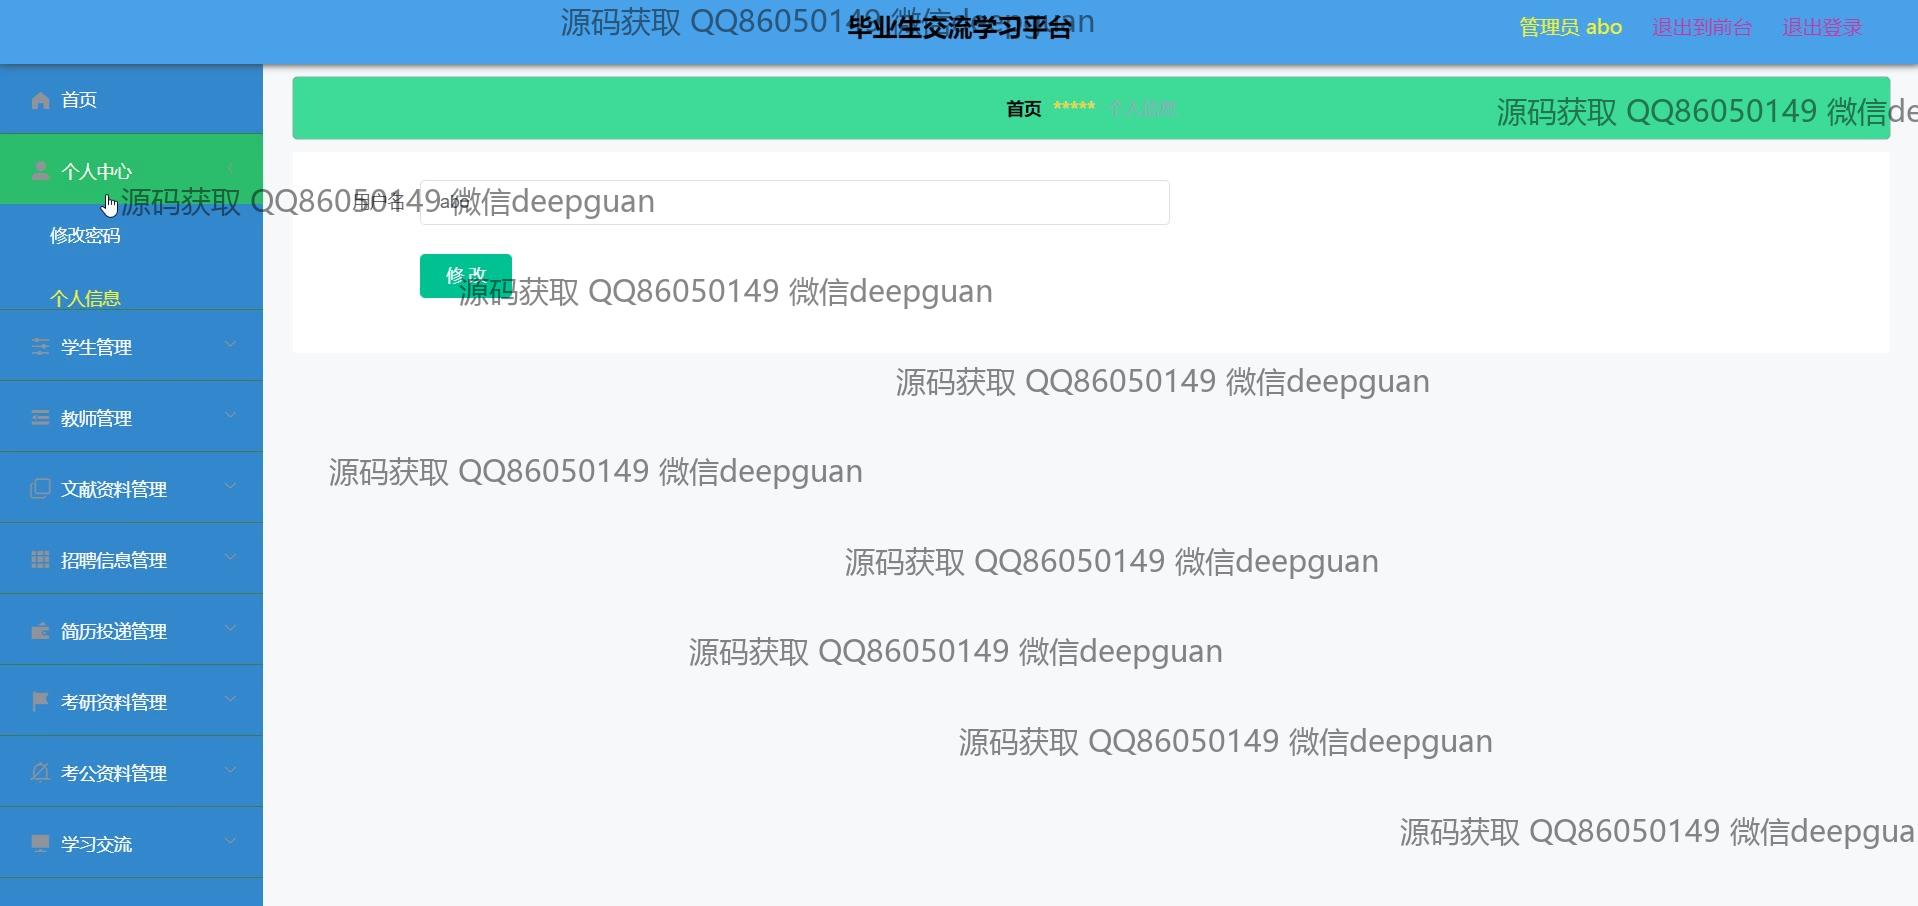 源码获取 QQ86050149 微信deepguan
毕业生交流学习平台
管理员 abo
退出到前台
退出登录
首页
首页 ***** 个人信息
源码获取 QQ86050149 微信de
个人中心
源码获取 QQ86050149 微信deepguan
用户名
abo
修改密码
修改
源码获取 QQ86050149 微信deepguan
个人信息
学生管理
源码获取 QQ86050149 微信deepguan
教师管理
源码获取 QQ86050149 微信deepguan
文献资料管理
招聘信息管理
源码获取 QQ86050149 微信deepguan
简历投递管理
源码获取 QQ86050149 微信deepguan
考研资料管理
源码获取 QQ86050149 微信deepguan
考公资料管理
源码获取 QQ86050149 微信deepgua
学习交流